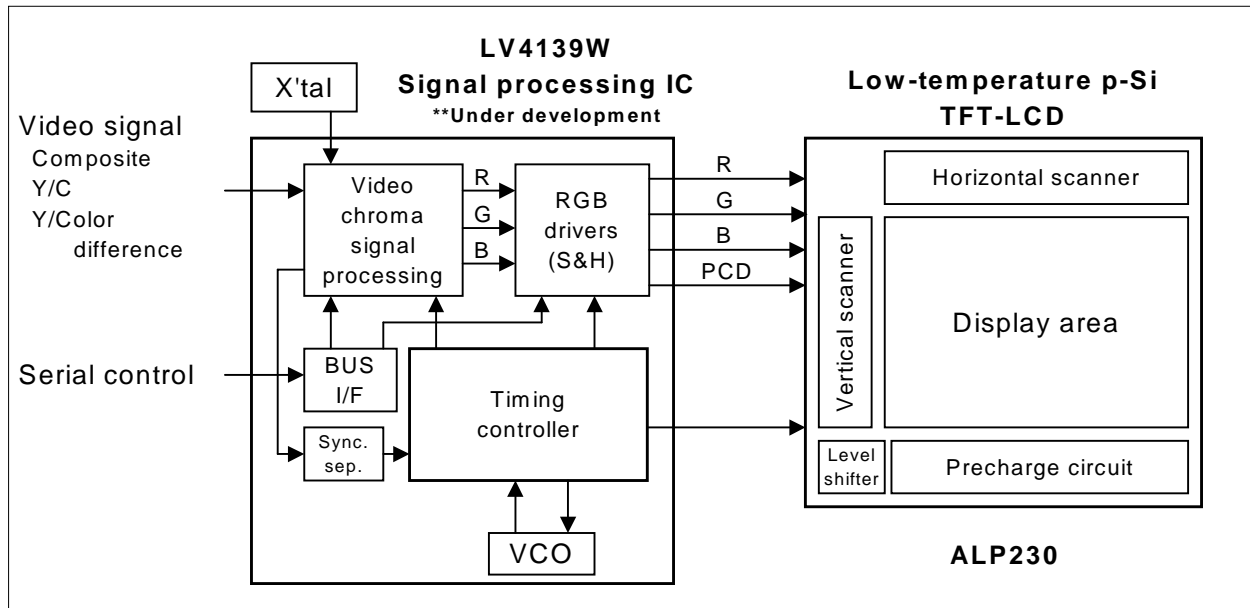 LV4139W
Signal processing IC
**Under development
X'tal
Low-temperature p-Si
TFT-LCD
Video signal
Composite
Y/C
Y/Color
difference
Video
chroma
signal
processing
R
G
B
RGB
drivers
(S&H)
R
G
B
PCD
Horizontal scanner
Vertical scanner
Display area
Serial control
BUS
I/F
Timing
controller
Sync.
sep.
Level
shifter
Precharge circuit
VCO
ALP230